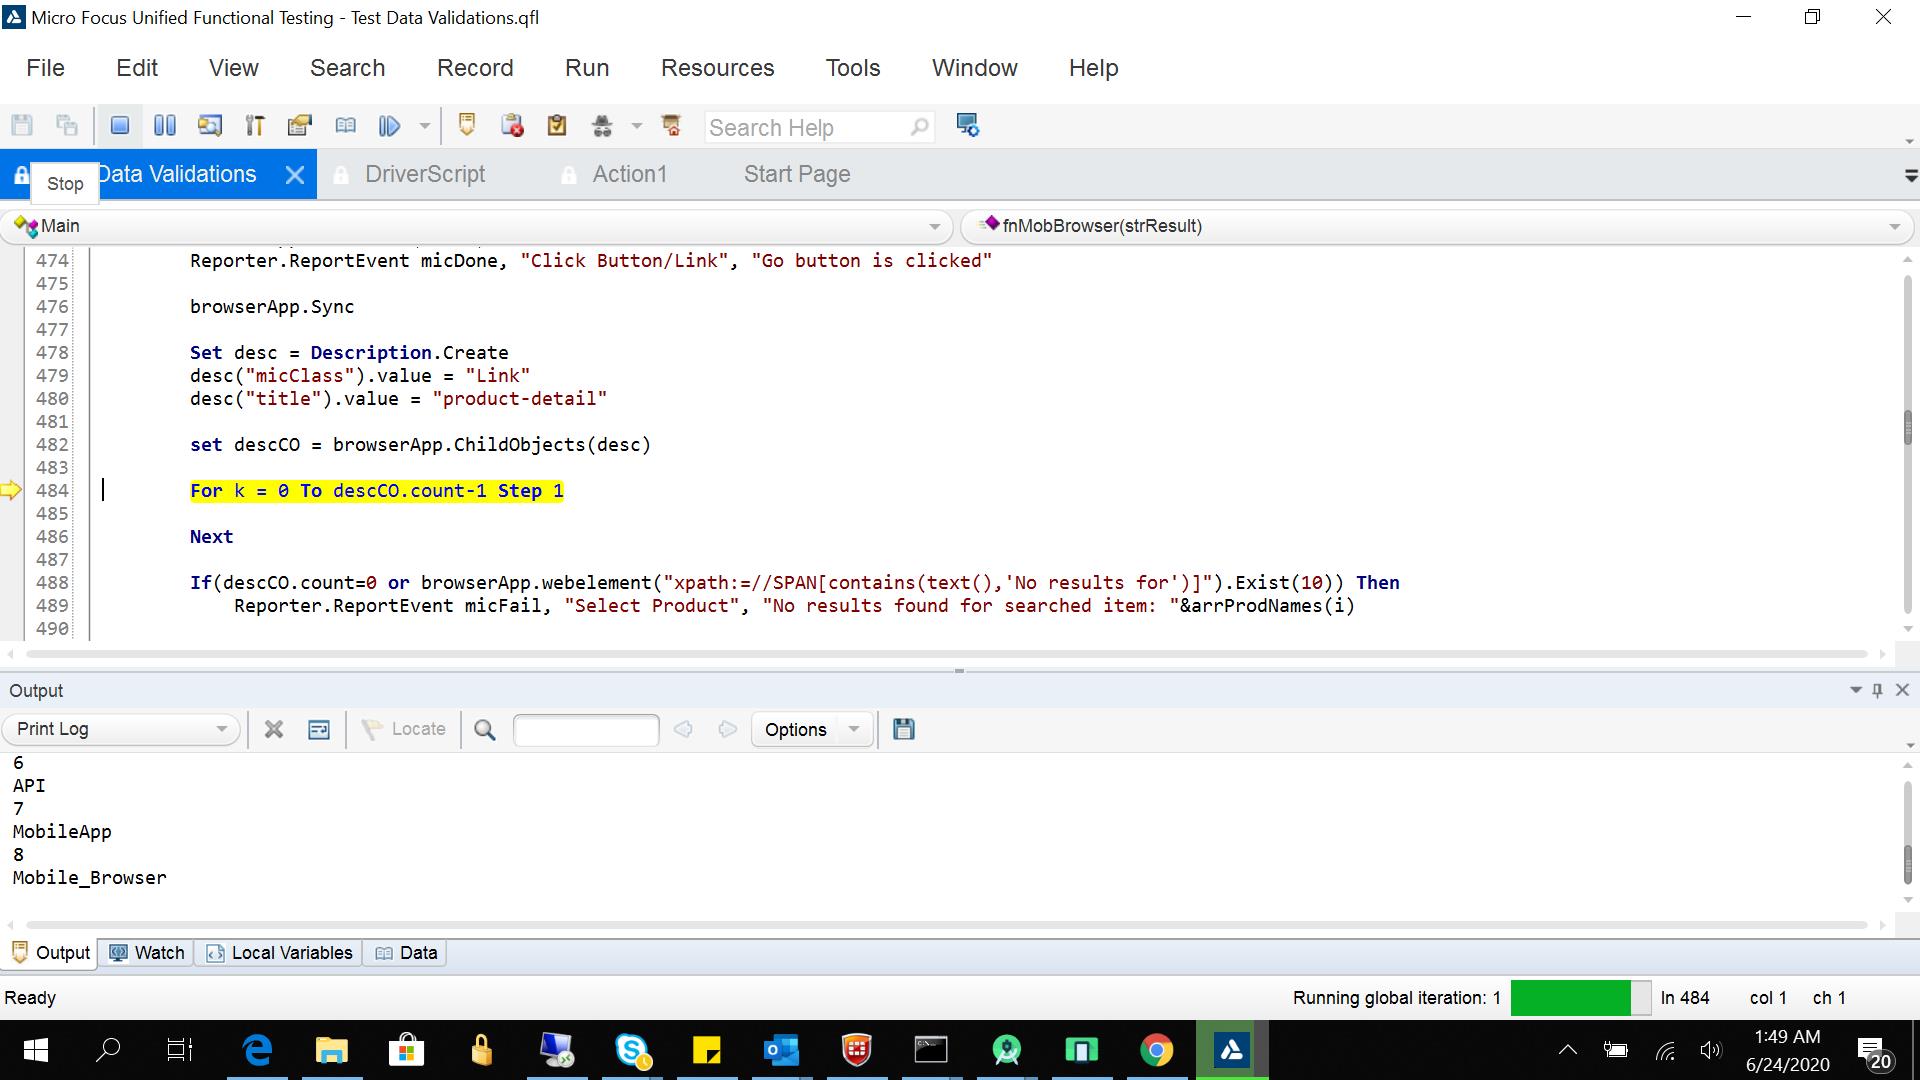 Micro Focus Unified Functional Testing - Test Data Validations.qfl
File Edit View Search Record Run Resources Tools Window Help
Search Help
Data Validations DriverScript Action1 Start Page
Stop
Main fnMobBrowser(strResult)
474 Reporter.ReportEvent micDone, "Click Button/Link", "Go button is clicked"
475
476 browserApp.Sync
477
478 Set desc = Description.Create
479 desc("micClass").value = "Link"
480 desc("title").value = "product-detail"
481
482 set descCO = browserApp.ChildObjects(desc)
483
484 For k = 0 To descCO.count-1 Step 1
485
486 Next
487
488 If(descCO.count=0 or browserApp.webelement("xpath:=//SPAN[contains(text(),'No results for')]").Exist(10)) Then
489 Reporter.ReportEvent micFail, "Select Product", "No results found for searched item: "&arrProdNames(i)
490
Output
Print Log Locate Options
6
API
7
MobileApp
8
Mobile_Browser
Output Watch Local Variables Data
Ready Running global iteration: 1 ln 484 col 1 ch 1
1:49 AM
6/24/2020
20